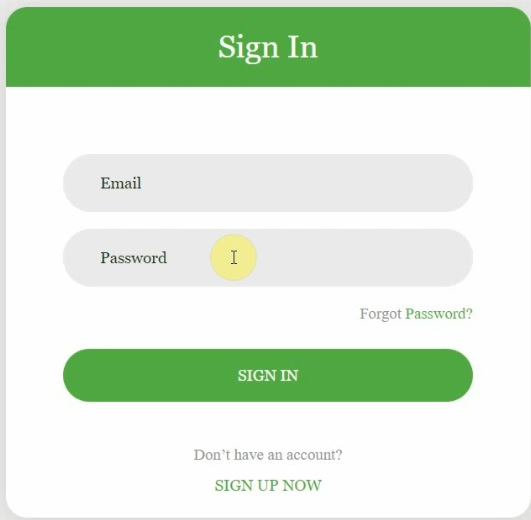 Sign In
Email
Password
Forgot Password?
SIGN IN
Don’t have an account?
SIGN UP NOW